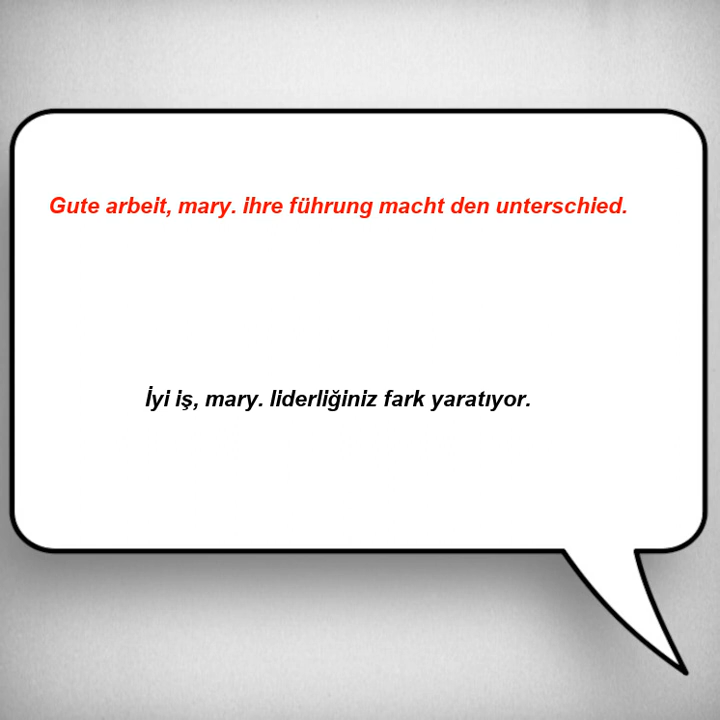 Gute arbeit, mary. ihre führung macht den unterschied.
İyi iş, mary. liderliğiniz fark yaratıyor.